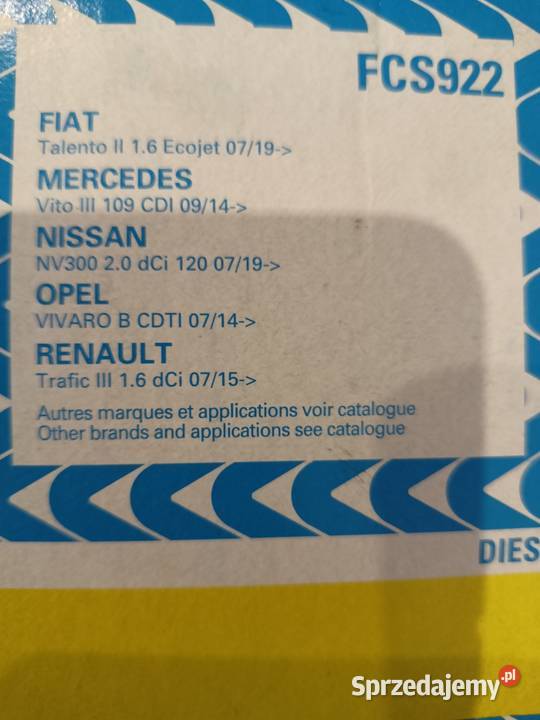 FCS922
FIAT
Talento II 1.6 Ecojet 07/19->
MERCEDES
Vito III 109 CDI 09/14->
NISSAN
NV300 2.0 dCi 120 07/19->
OPEL
VIVARO B CDTI 07/14->
RENAULT
Trafic III 1.6 dCi 07/15->
Autres marques et applications voir catalogue
Other brands and applications see catalogue
DIES
Sprzedajemy.pl